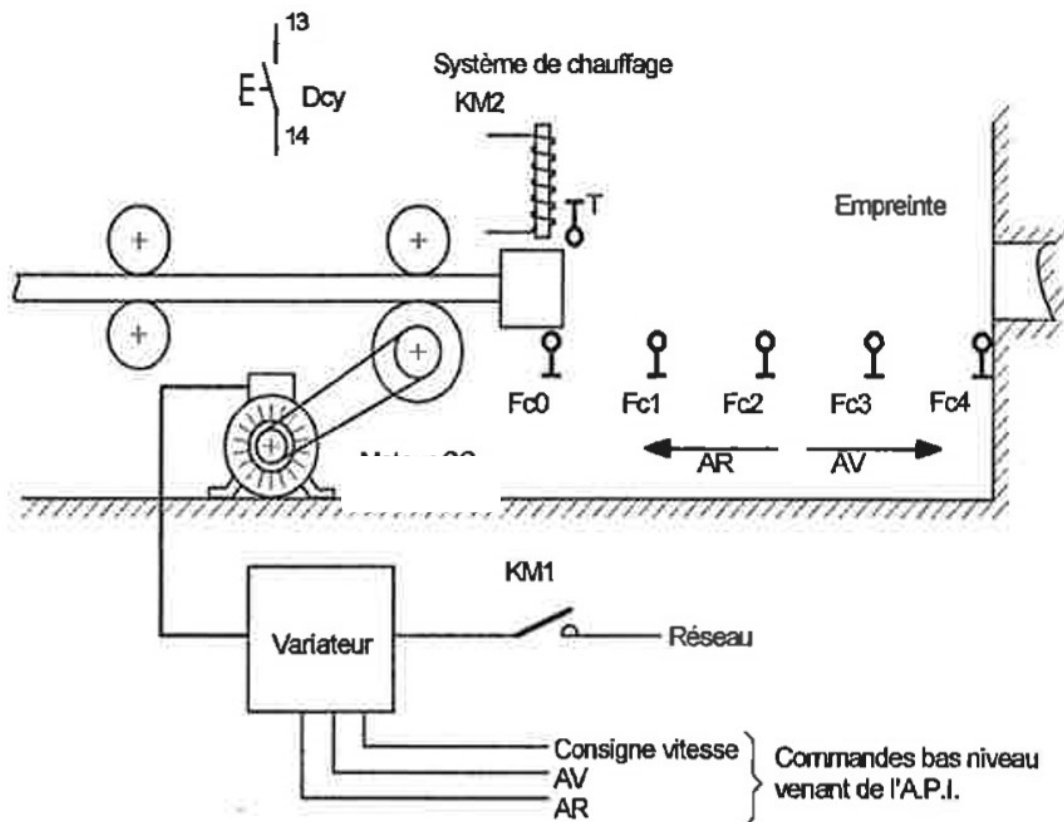 13
Dcy
14
Système de chauffage
KM2
T
Empreinte
Fc0 Fc1 Fc2 Fc3 Fc4
AR AV
KM1
Variateur
Réseau
Consigne vitesse
AV
AR
Commandes bas niveau
venant de l'A.P.I.